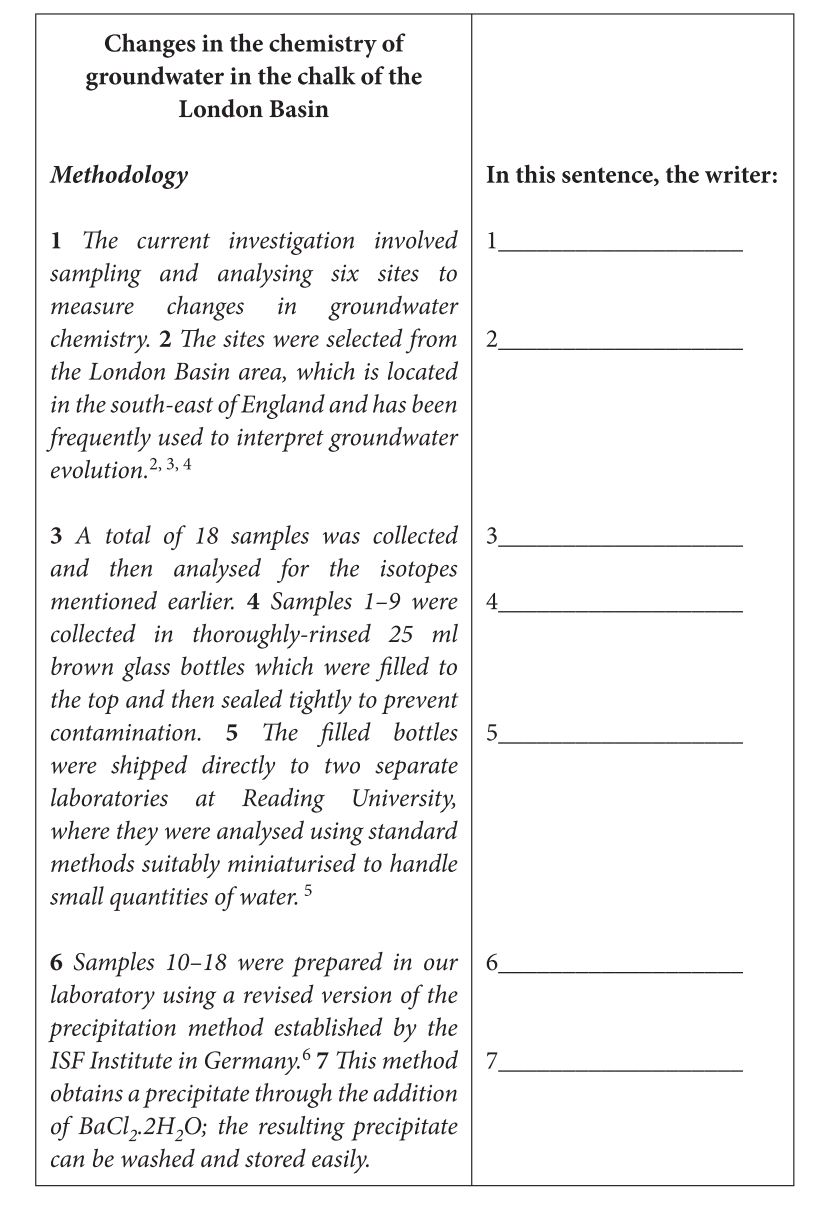 Changes in the chemistry of
groundwater in the chalk of the
London Basin
Methodology
In this sentence, the writer:
1 The current investigation involved
sampling and analysing six sites to
measure changes in groundwater
chemistry. 2 The sites were selected from
the London Basin area, which is located
in the south-east of England and has been
frequently used to interpret groundwater
evolution.2, 3, 4
1____________________
2____________________
3 A total of 18 samples was collected
and then analysed for the isotopes
mentioned earlier. 4 Samples 1–9 were
collected in thoroughly-rinsed 25 ml
brown glass bottles which were filled to
the top and then sealed tightly to prevent
contamination. 5 The filled bottles
were shipped directly to two separate
laboratories at Reading University,
where they were analysed using standard
methods suitably miniaturised to handle
small quantities of water. 5
3____________________
4____________________
5____________________
6 Samples 10–18 were prepared in our
laboratory using a revised version of the
precipitation method established by the
ISF Institute in Germany.6 7 This method
obtains a precipitate through the addition
of BaCl2.2H2O; the resulting precipitate
can be washed and stored easily.
6____________________
7____________________